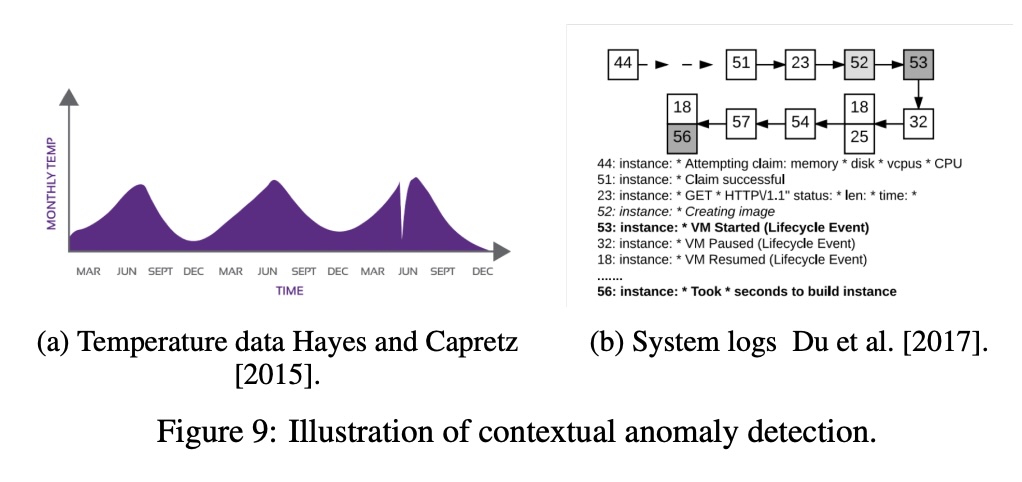 MONTHLY TEMP
MAR JUN SEPT DEC MAR JUN SEPT DEC MAR JUN SEPT DEC
TIME
44 51 23 52 53
18 57 54 18 32
56 25
44: instance: * Attempting claim: memory * disk * vcpus * CPU
51: instance: * Claim successful
23: instance: * GET * HTTP\/1.1" status: * len: * time: *
52: instance: * Creating image
53: instance: * VM Started (Lifecycle Event)
32: instance: * VM Paused (Lifecycle Event)
18: instance: * VM Resumed (Lifecycle Event)
.......
56: instance: * Took * seconds to build instance
(a) Temperature data Hayes and Capretz
[2015].
(b) System logs Du et al. [2017].
Figure 9: Illustration of contextual anomaly detection.